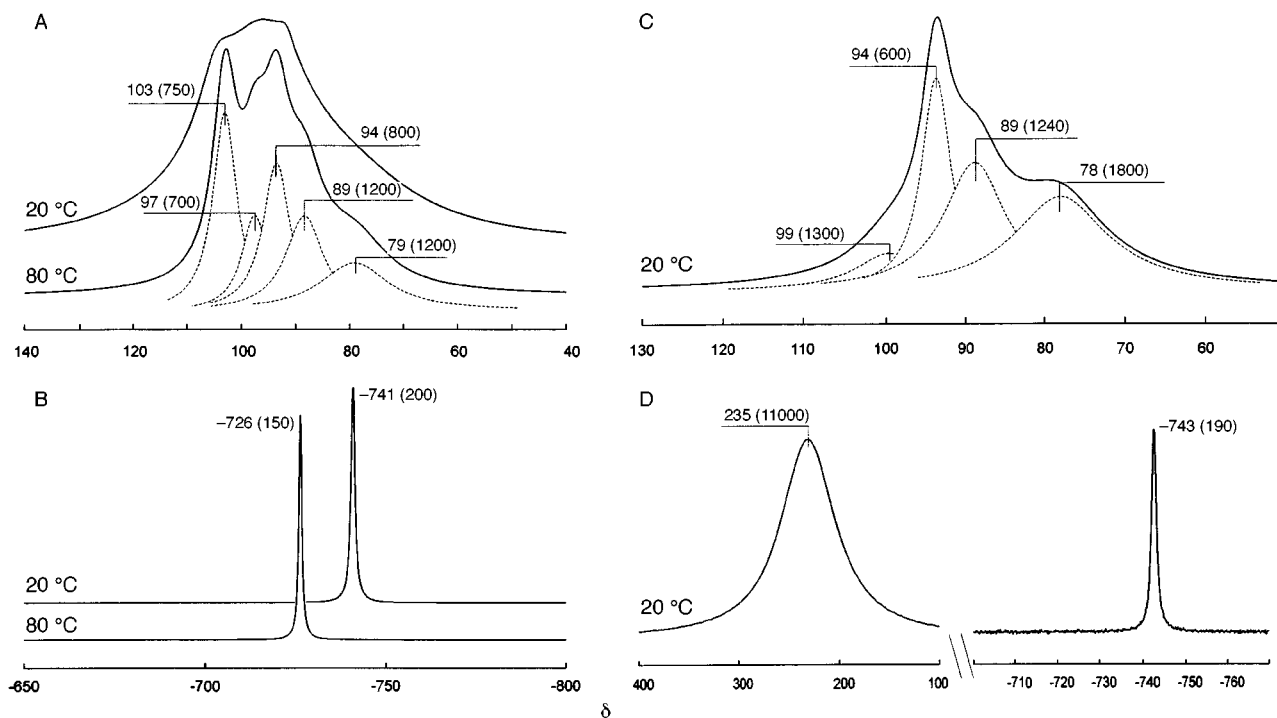 A
103 (750)
94 (800)
97 (700)
89 (1200)
79 (1200)
20 °C
80 °C
140 120 100 80 60 40
C
94 (600)
89 (1240)
78 (1800)
99 (1300)
20 °C
130 120 110 100 90 80 70 60
B
–741 (200)
–726 (150)
20 °C
80 °C
-650 -700 -750 -800
D
235 (11000)
–743 (190)
20 °C
400 300 200 100 -710 -720 -730 -740 -750 -760
δ